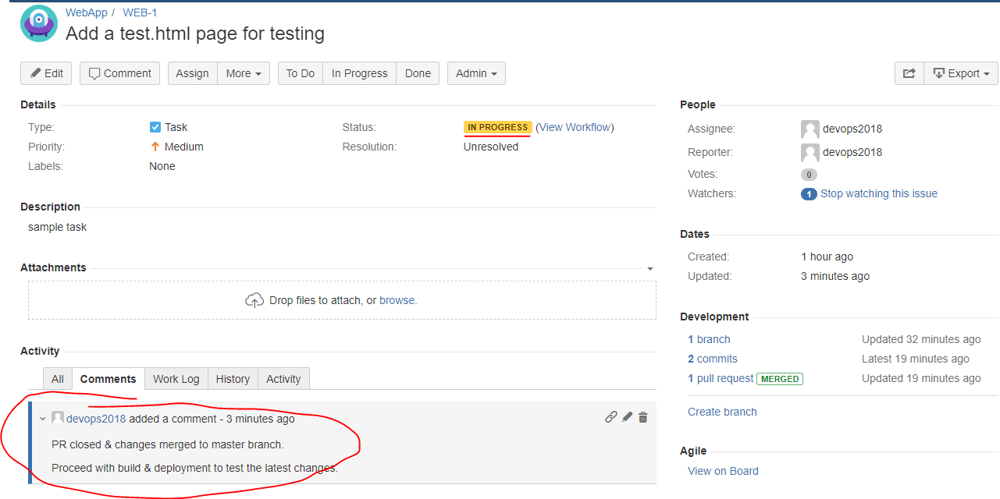 WebApp / WEB-1
Add a test.html page for testing
Edit Comment Assign More To Do In Progress Done Admin Export
Details
Type: Task Status: IN PROGRESS (View Workflow)
Priority: Medium Resolution: Unresolved
Labels: None
Description
sample task
Attachments
Drop files to attach, or browse.
Activity
All Comments Work Log History Activity
devops2018 added a comment - 3 minutes ago
PR closed & changes merged to master branch.
Proceed with build & deployment to test the latest changes.
People
Assignee: devops2018
Reporter: devops2018
Votes: 0
Watchers: 1 Stop watching this issue
Dates
Created: 1 hour ago
Updated: 3 minutes ago
Development
1 branch Updated 32 minutes ago
2 commits Latest 19 minutes ago
1 pull request MERGED Updated 19 minutes ago
Create branch
Agile
View on Board